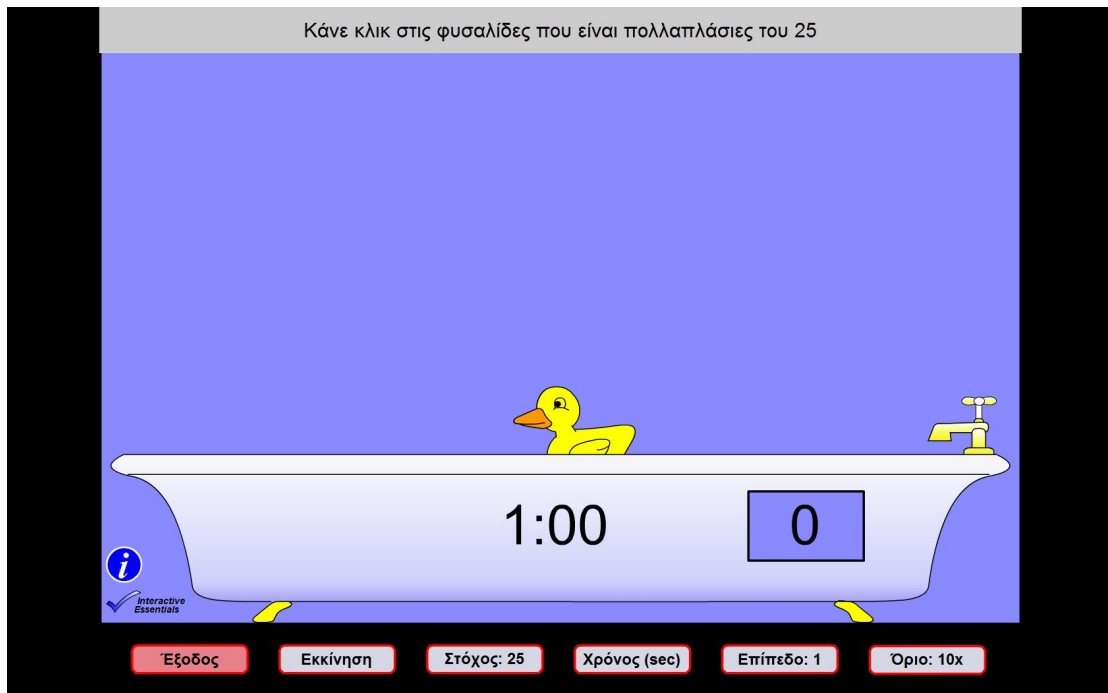 Κάνε κλικ στις φυσαλίδες που είναι πολλαπλάσιες του 25
1:00
0
i
Interactive
Essentials
Έξοδος
Εκκίνηση
Στόχος: 25
Χρόνος (sec)
Επίπεδο: 1
Όριο: 10x